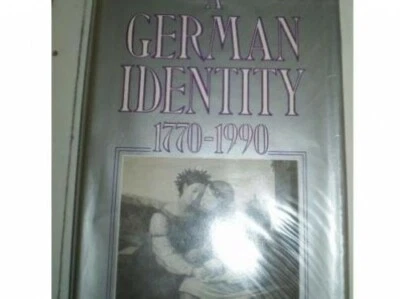 A
GERMAN
IDENTITY
1770-1990